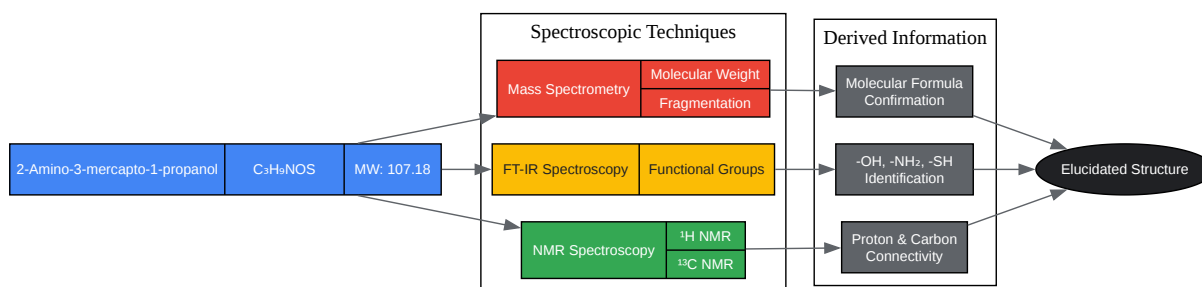 Spectroscopic Techniques
Derived Information
Mass Spectrometry
Molecular Weight
Fragmentation
Molecular Formula
Confirmation
2-Amino-3-mercapto-1-propanol
C₃H₉NOS
MW: 107.18
FT-IR Spectroscopy
Functional Groups
-OH, -NH₂, -SH
Identification
Elucidated Structure
NMR Spectroscopy
¹H NMR
¹³C NMR
Proton & Carbon
Connectivity